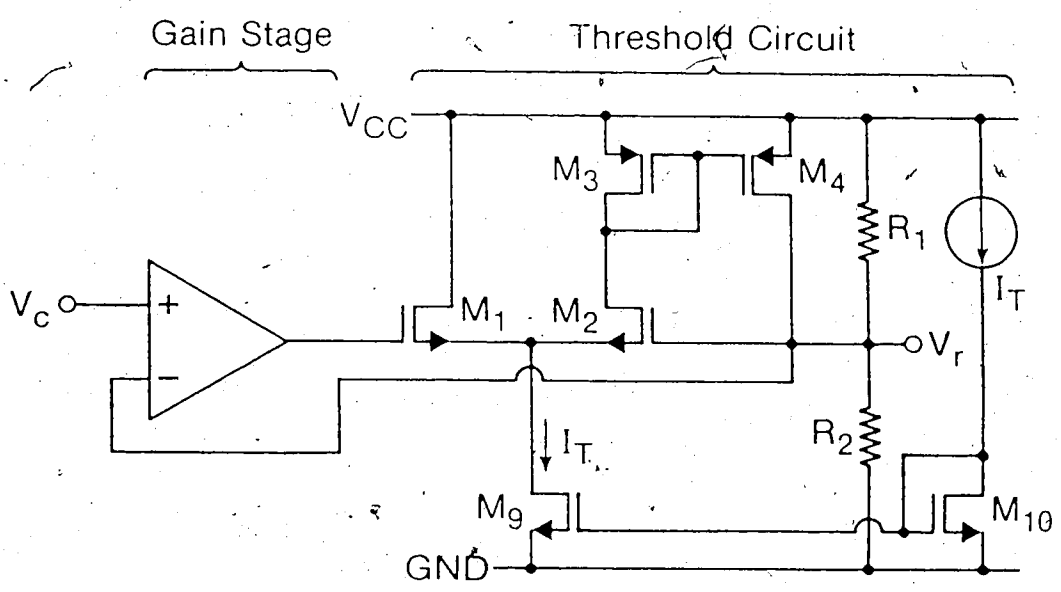 Gain Stage
Threshold Circuit
V_CC
M_3
M_4
R_1
I_T
V_c
+
−
M_1
M_2
V_r
R_2
I_T
M_9
M_10
GND